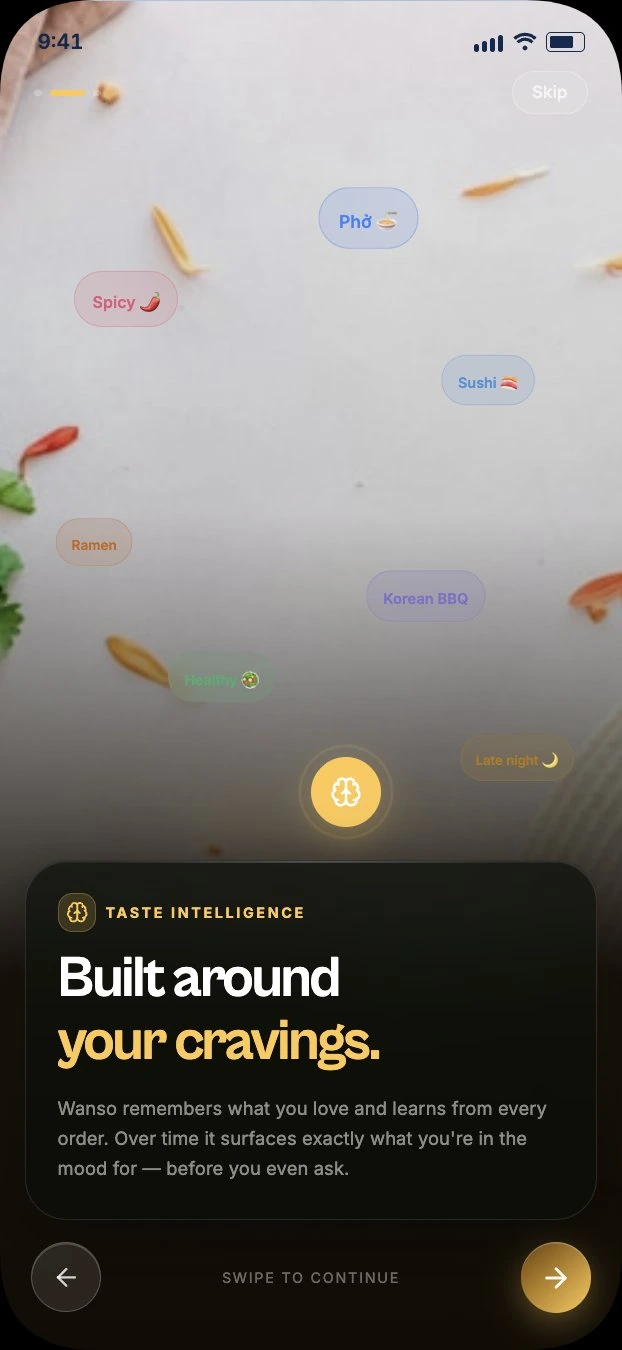 9:41
Skip
Phở 🍜
Spicy 🌶️
Sushi 🍣
Ramen
Korean BBQ
Healthy 🥗
Late night 🌙
TASTE INTELLIGENCE
Built around
your cravings.
Wanso remembers what you love and learns from every
order. Over time it surfaces exactly what you're in the
mood for — before you even ask.
SWIPE TO CONTINUE